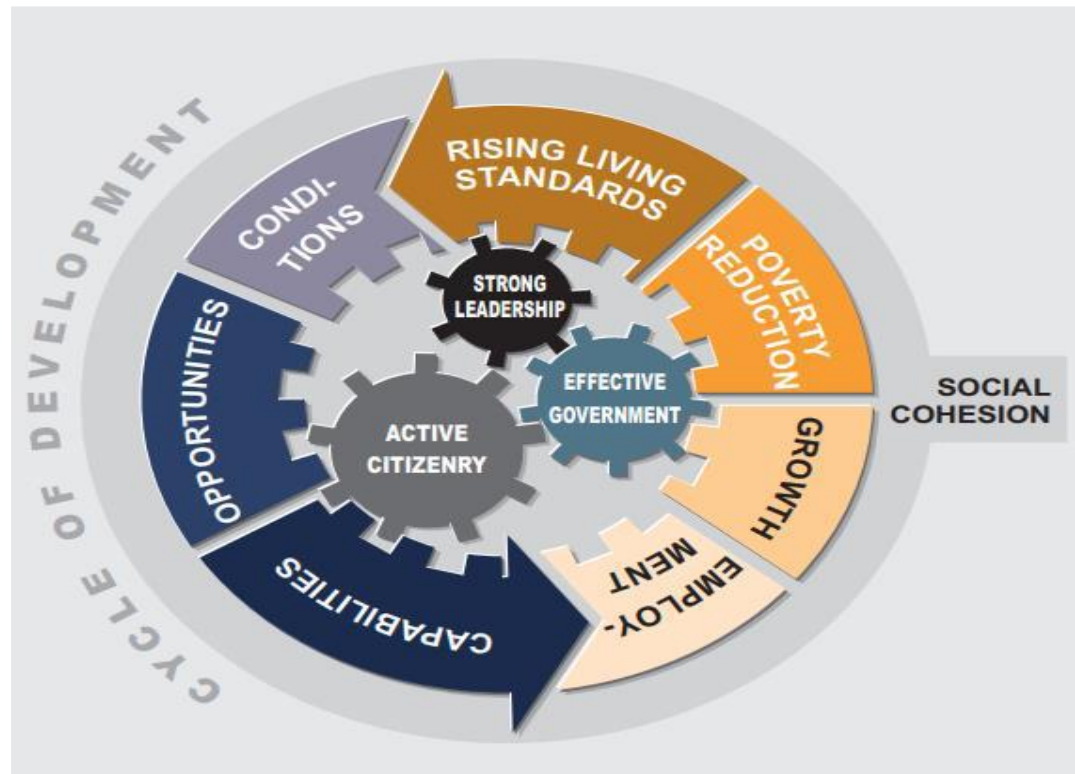 CYCLE OF DEVELOPMENT
RISING LIVING
STANDARDS
POVERTY
REDUCTION
GROWTH
EMPLOY-
MENT
CAPABILITIES
OPPORTUNITIES
CONDI-
TIONS
STRONG
LEADERSHIP
EFFECTIVE
GOVERNMENT
ACTIVE
CITIZENRY
SOCIAL
COHESION